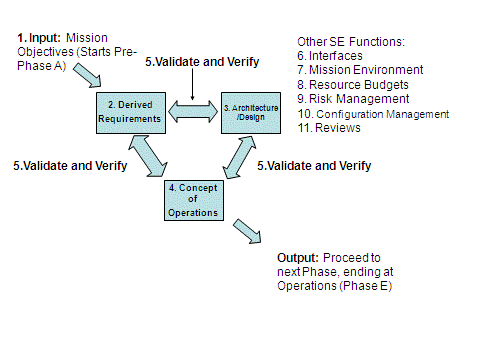 1. Input: Mission
Objectives (Starts Pre-
Phase A)
5.Validate and Verify
Other SE Functions:
6. Interfaces
7. Mission Environment
8. Resource Budgets
9. Risk Management
10. Configuration Management
11. Reviews
2. Derived
Requirements
3. Architecture
/Design
5.Validate and Verify
5.Validate and Verify
4. Concept
of
Operations
Output: Proceed to
next Phase, ending at
Operations (Phase E)